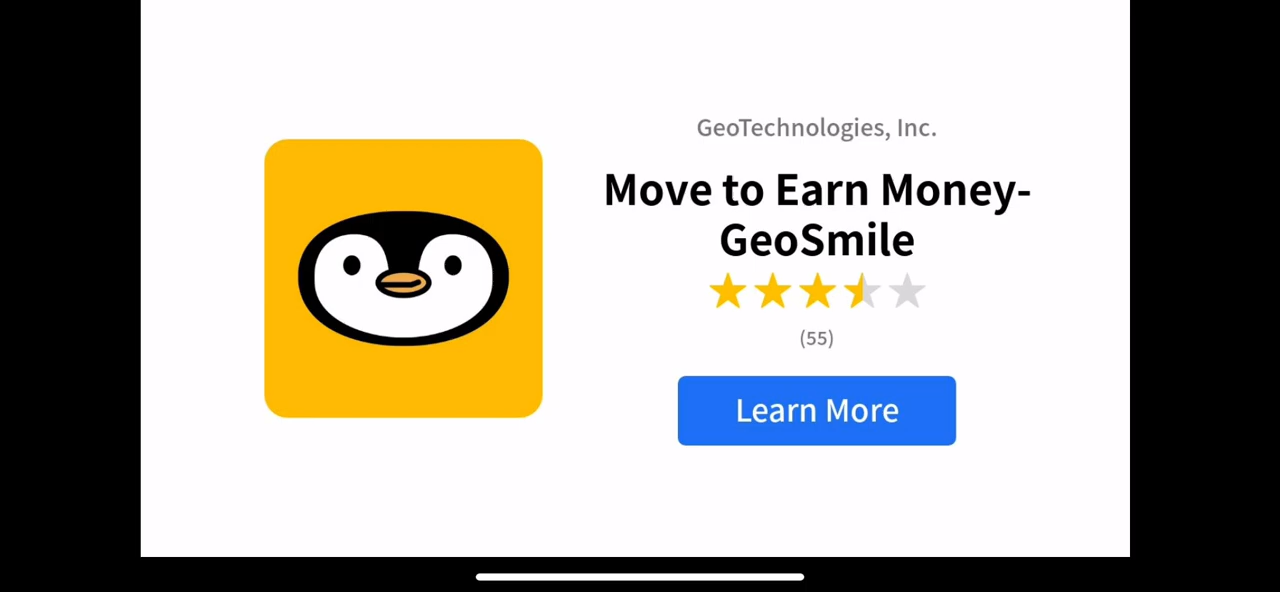 GeoTechnologies, Inc.
Move to Earn Money-
GeoSmile
(55)
Learn More